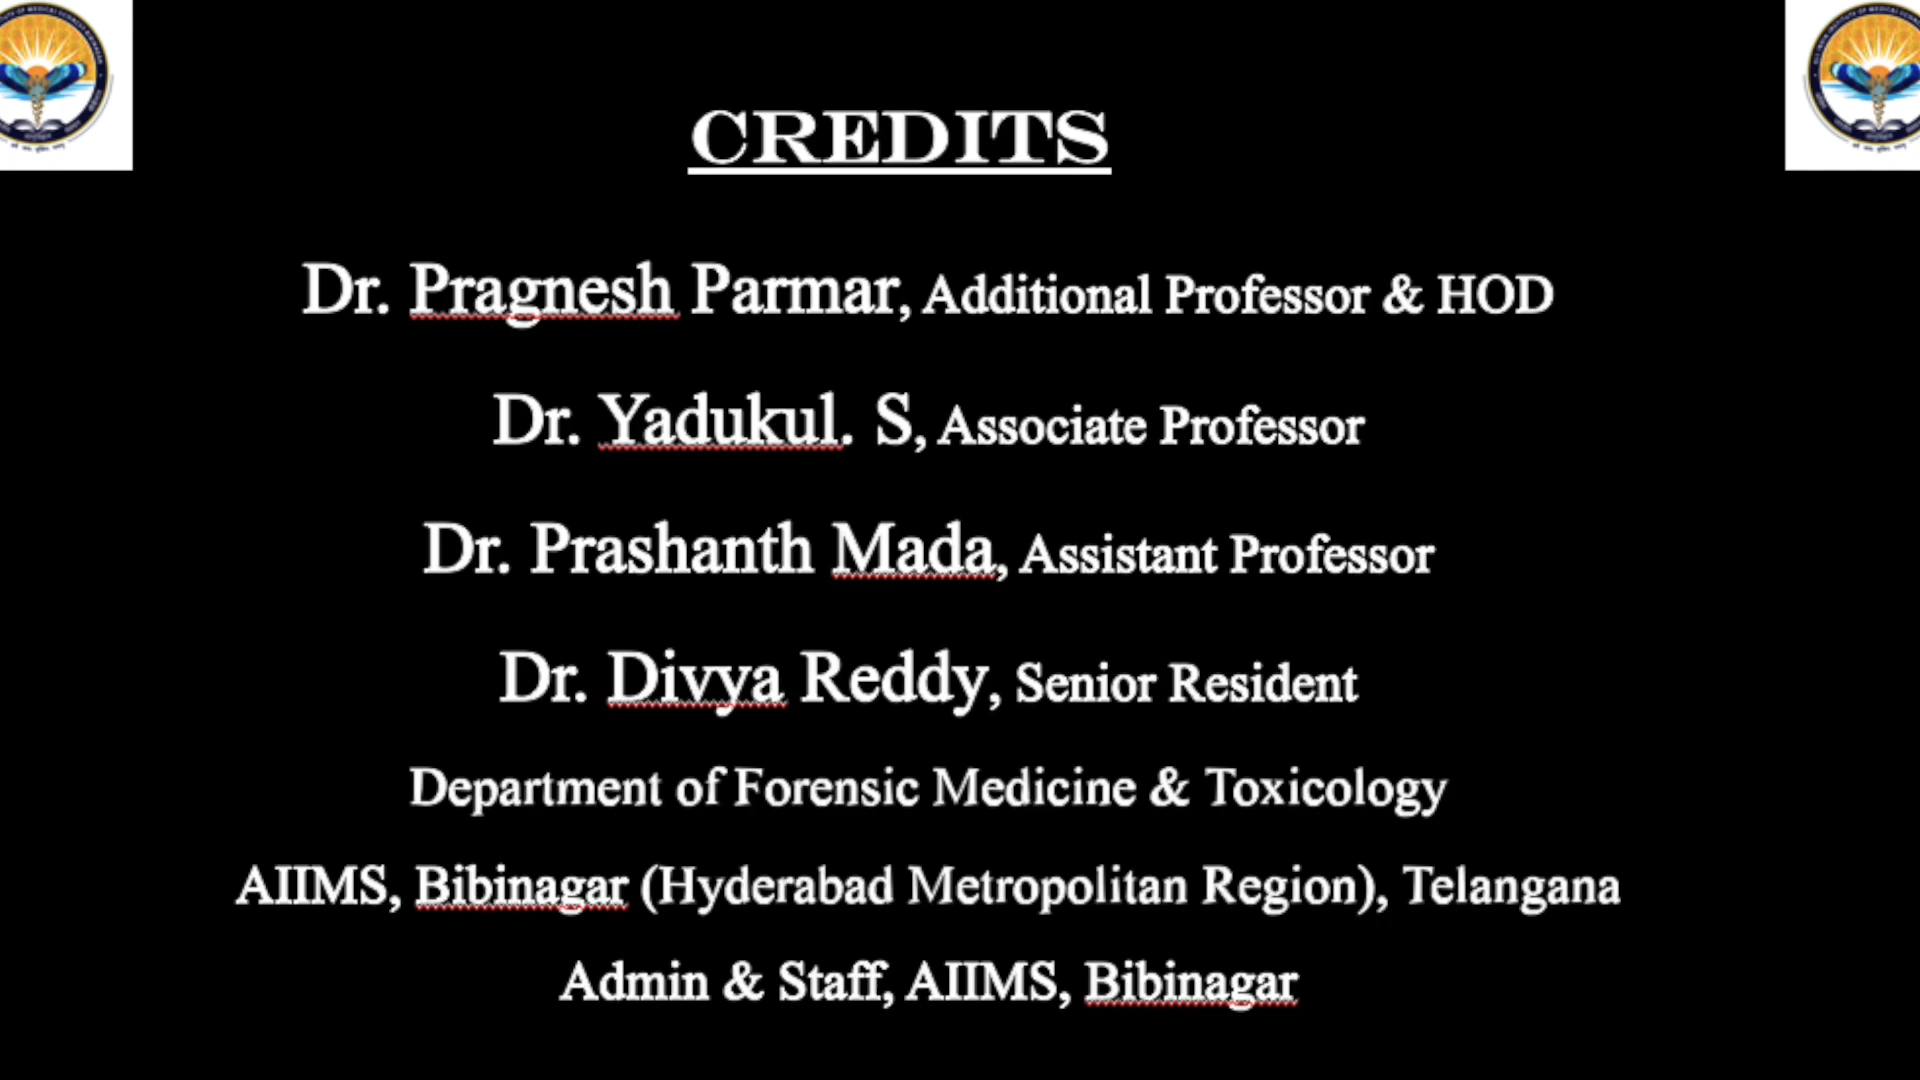 CREDITS
Dr. Pragnesh Parmar, Additional Professor & HOD
Dr. Yadukul. S, Associate Professor
Dr. Prashanth Mada, Assistant Professor
Dr. Divya Reddy, Senior Resident
Department of Forensic Medicine & Toxicology
AIIMS, Bibinagar (Hyderabad Metropolitan Region), Telangana
Admin & Staff, AIIMS, Bibinagar